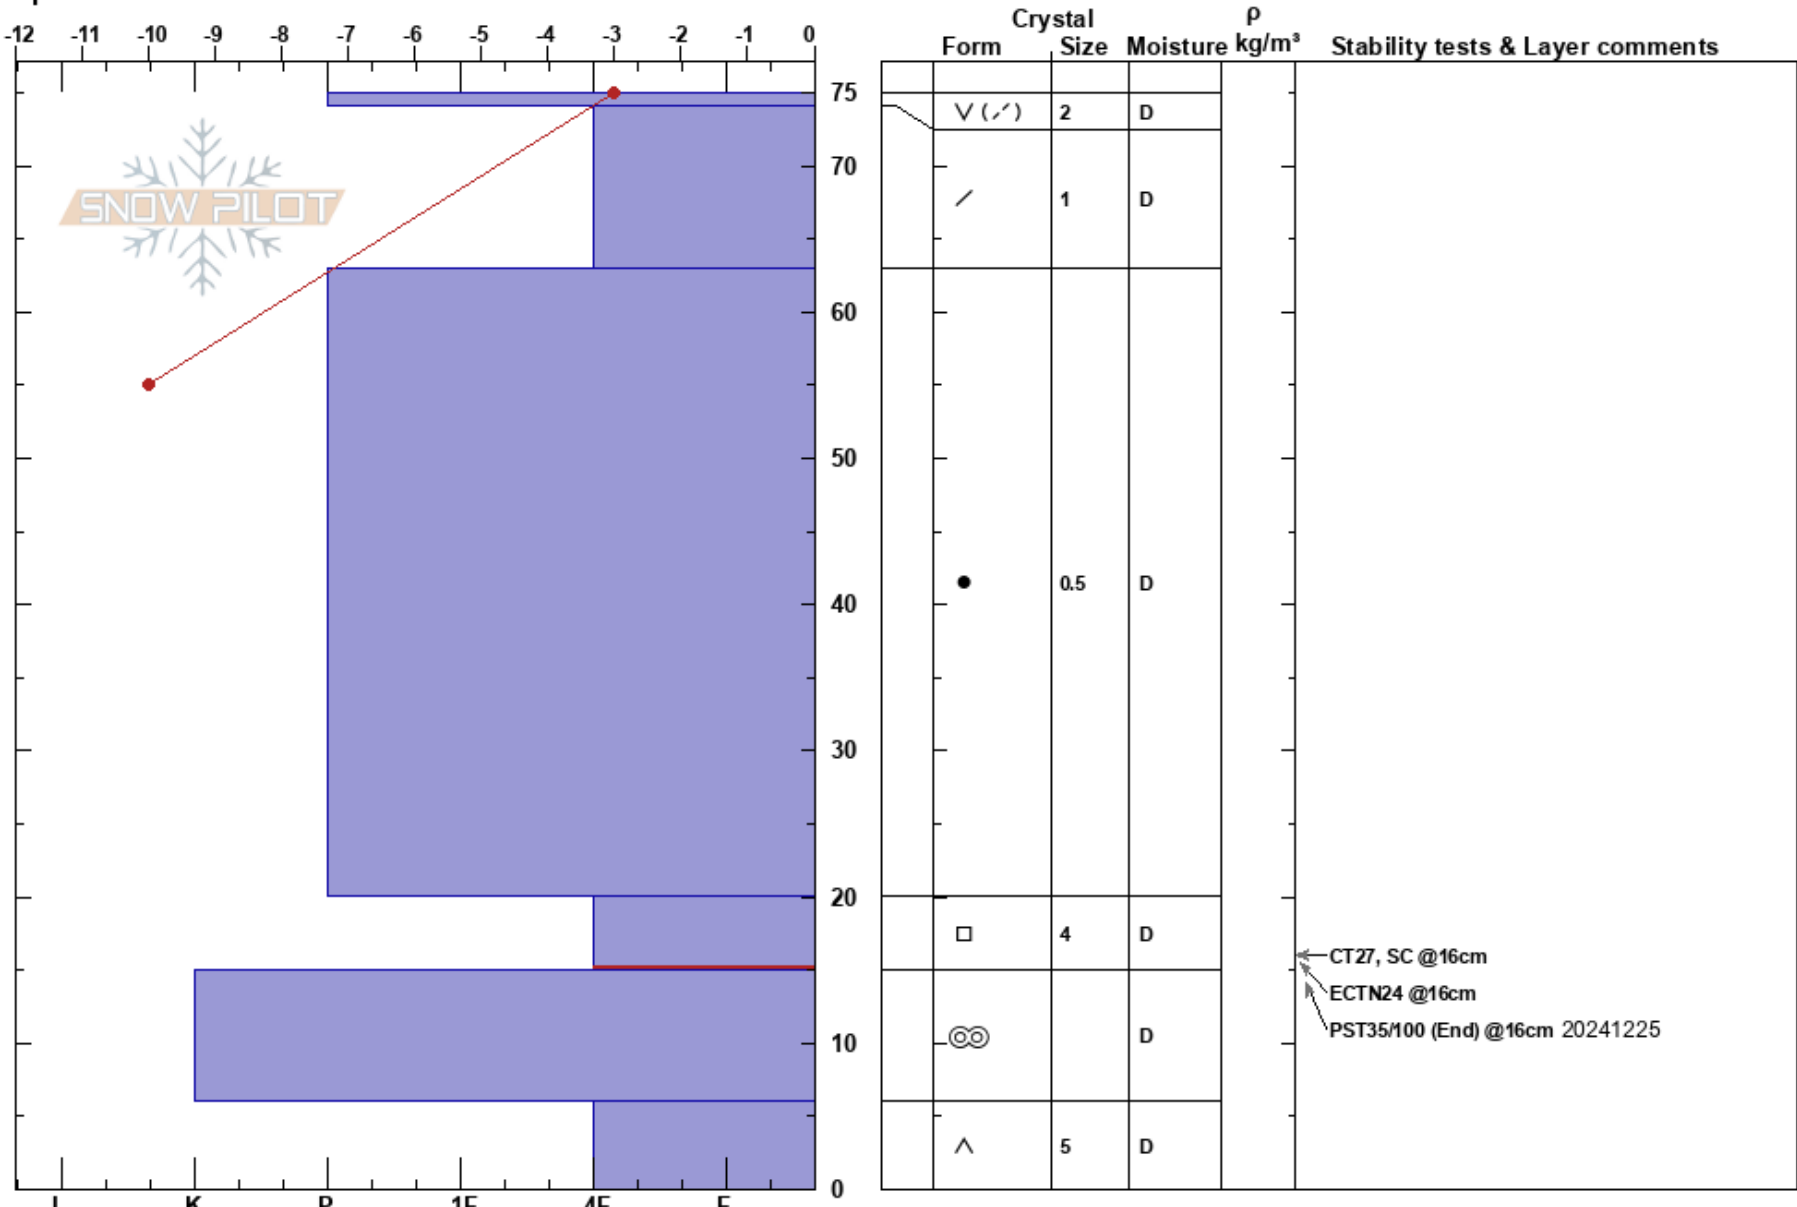 Crystal ρ
-12 -11 -10 -9 -8 -7 -6 -5 -4 -3 -2 -1 0 Form Size Moisture kg/m³ Stability tests & Layer comments
75 2 D
SNOW PILOT
70
1 D
60
50
0.5 D
40
30
20
4 D
CT27, SC @16cm
ECTN24 @16cm
10 D PST35/100 (End) @16cm 20241225
5 D
0
I K P 1F 4F F